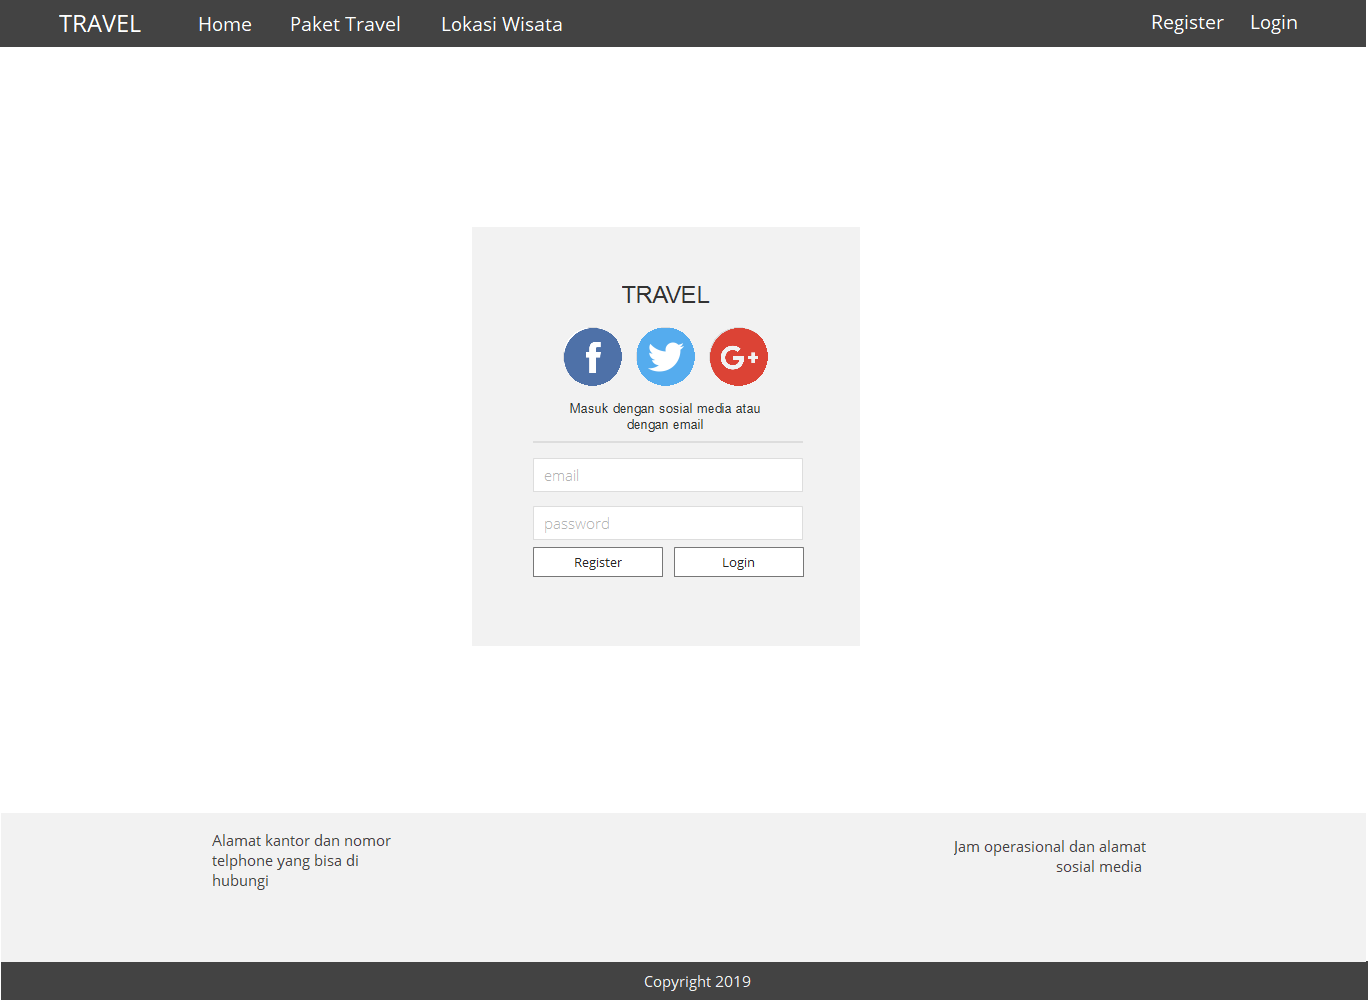 TRAVEL Home Paket Travel Lokasi Wisata Register Login
TRAVEL
f G+
Masuk dengan sosial media atau
dengan email
email
password
Register Login
Alamat kantor dan nomor
telphone yang bisa di
hubungi
Jam operasional dan alamat
sosial media
Copyright 2019